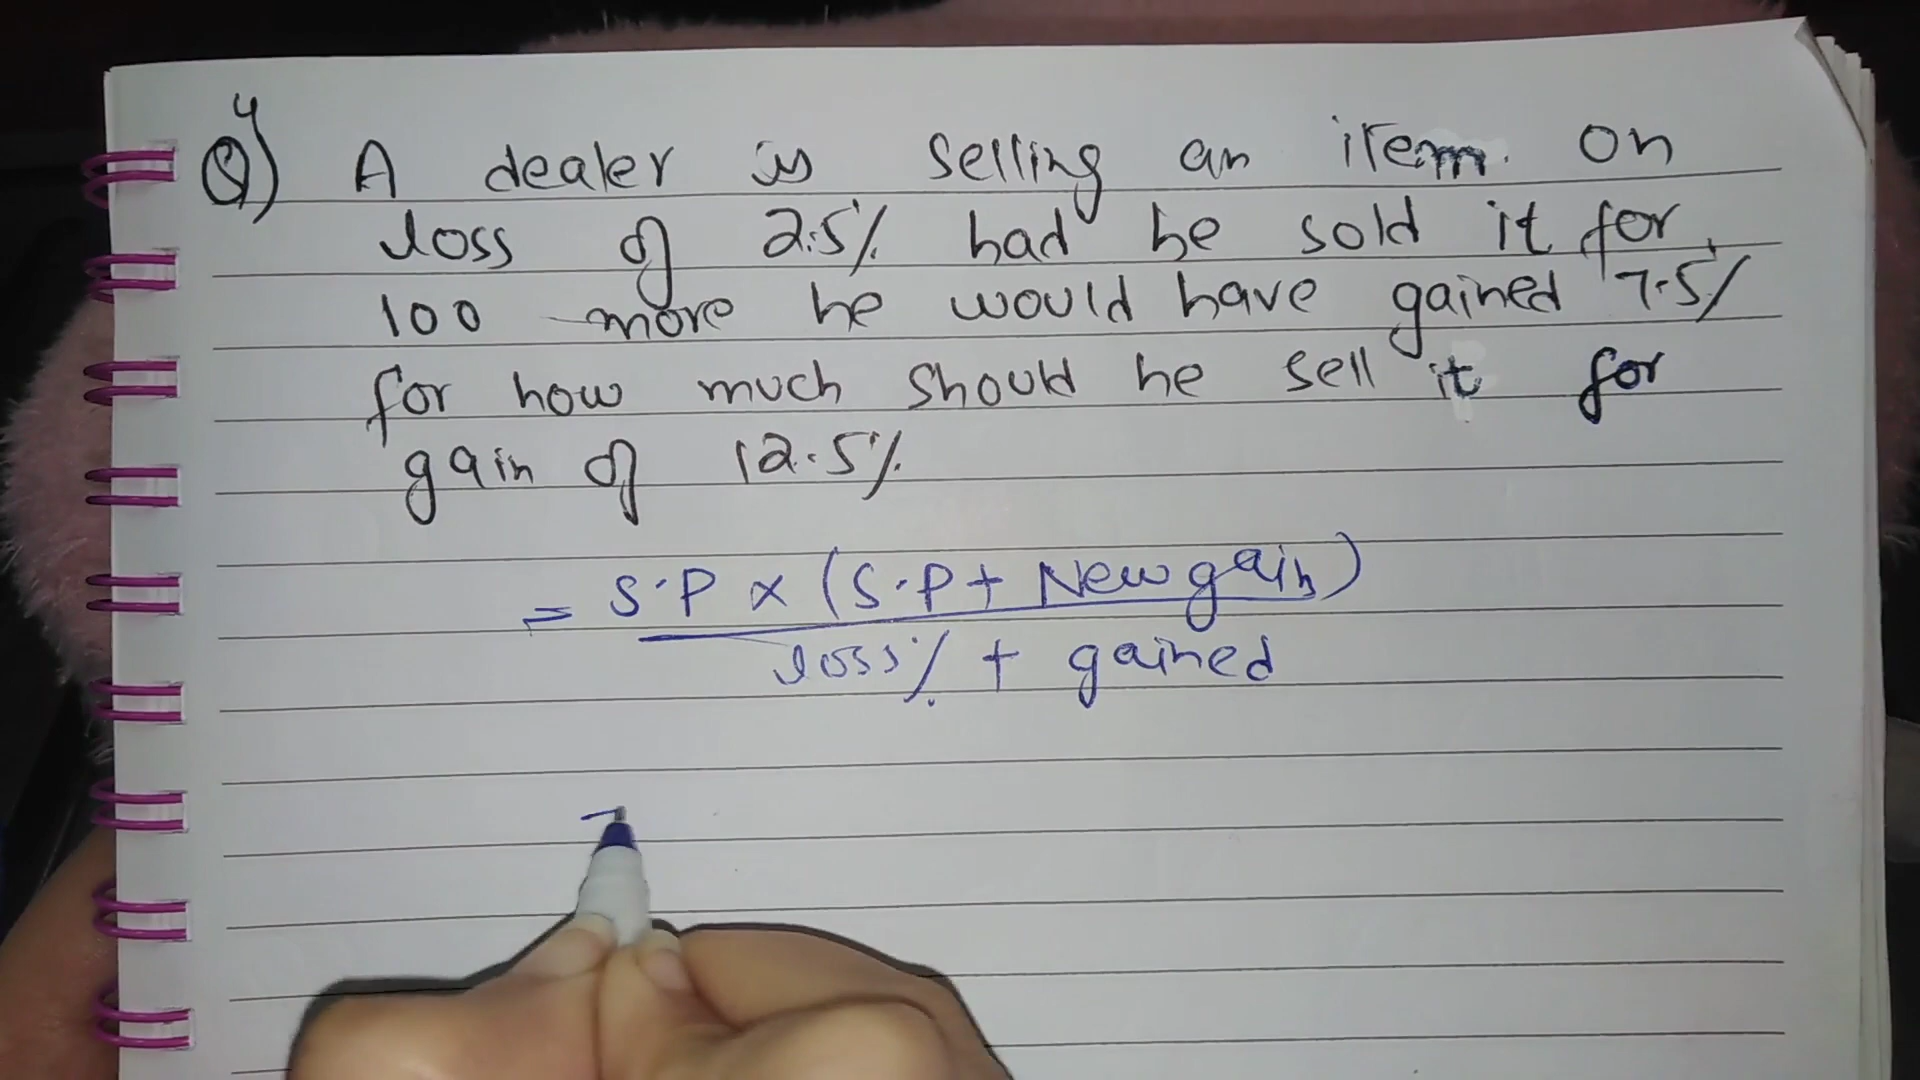 Q4) A dealer is selling an item. on
loss of 2.5% had he sold it for
100 more he would have gained 7.5%
for how much should he sell it for
gain of 12.5%
= S.P x (S.P + New gain)
loss% + gained